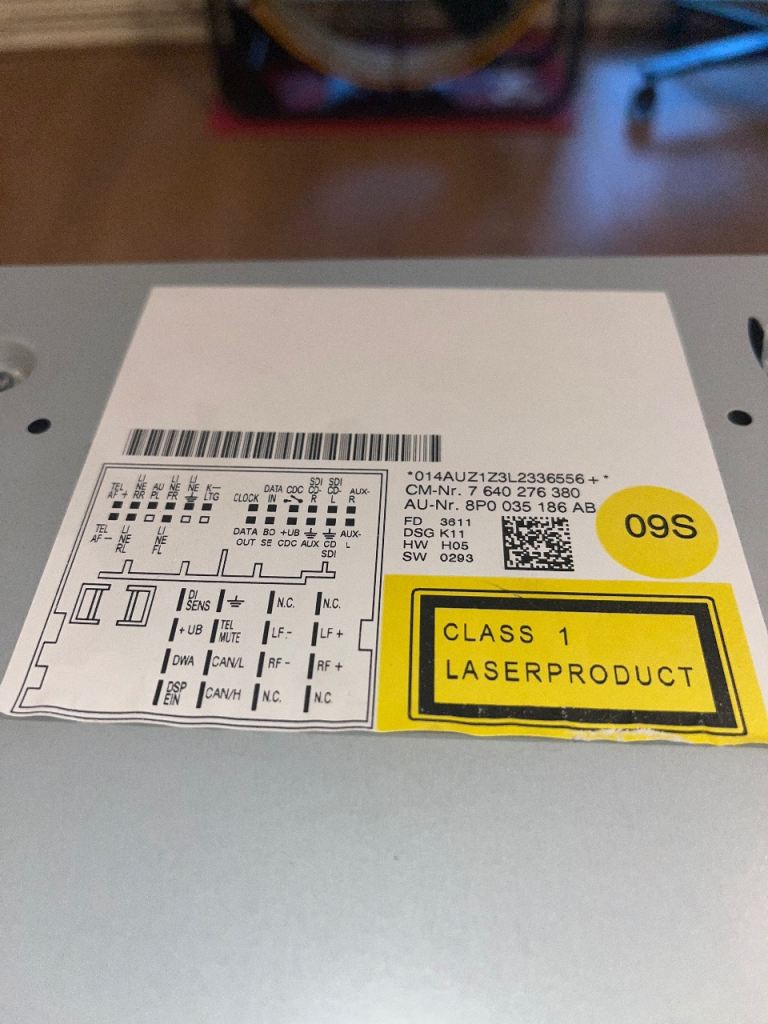 *014AUZ1Z3L2336556+*
CM-Nr. 7 640 276 380
AU-Nr. 8P0 035 186 AB
FD 3611
DSG K11
HW H05
SW 0293
09S
TEL AF + LI NE RR AU PL LI NE FR LI NE K— LTG
CLOCK DATA IN CDC SDI CD- R SDI CD- L AUX- R
TEL AF — LI NE RL LI NE FL
DATA OUT BO SE +UB CDC AUX CD SDI AUX- L
DI SENS N.C. N.C.
+UB TEL MUTE LF - LF +
DWA CAN/L RF - RF +
DSP EIN CAN/H N.C. N.C.
CLASS 1
LASERPRODUCT